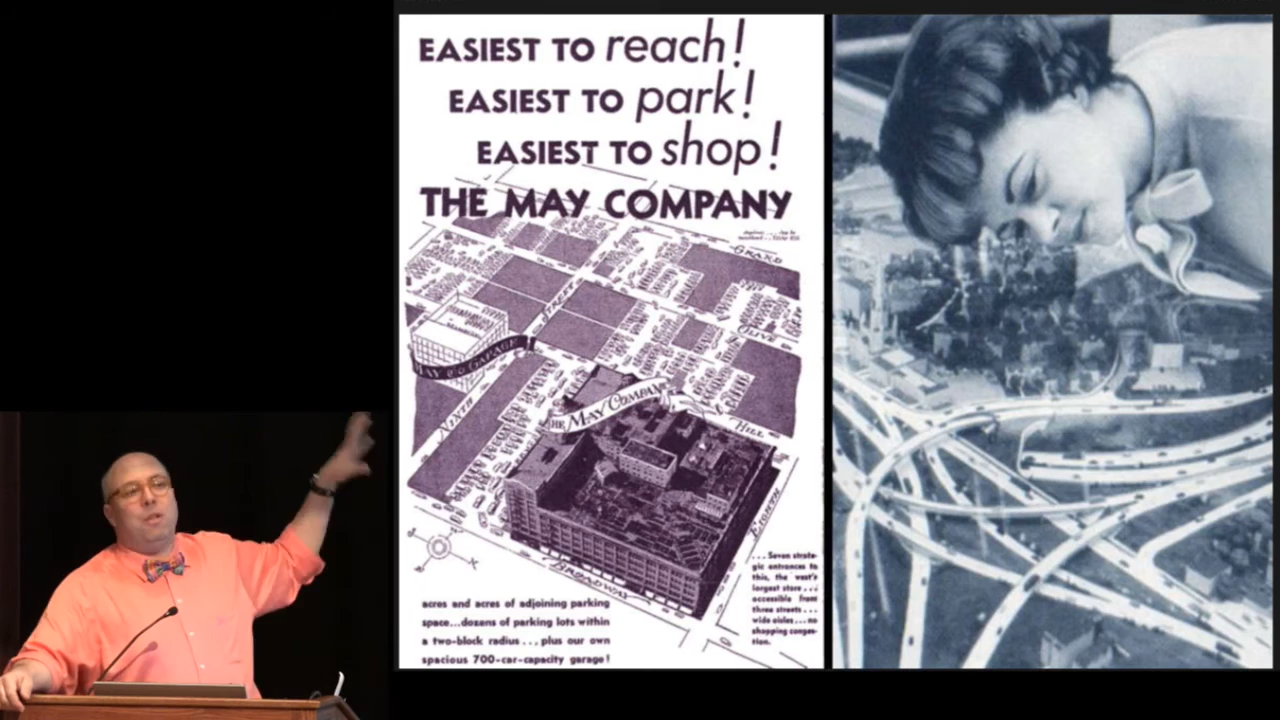 EASIEST TO reach!
EASIEST TO park!
EASIEST TO shop!
THE MAY COMPANY
GRAND
OLIVE
STREET
MAY CO'S GARAGE
THE MAY COMPANY
HILL
NINTH
EIGHTH
BROADWAY
... Seven strate-
gic entrances to
this, the west's
largest store ...
accessible from
three streets ...
wide aisles ... no
shopping conges-
tion.
acres and acres of adjoining parking
space...dozens of parking lots within
a two-block radius ... plus our own
spacious 700-car-capacity garage!